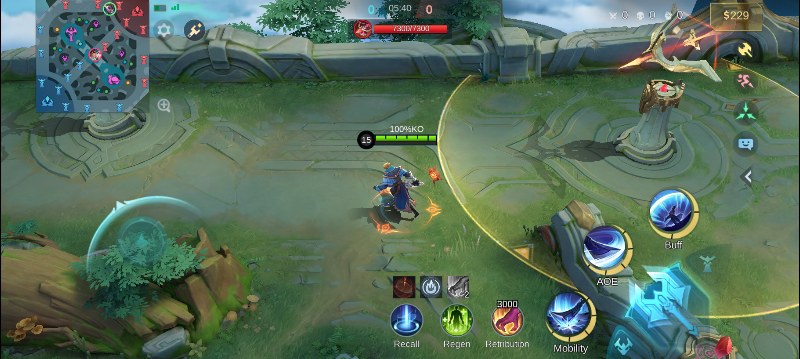 0 05:40 0
$229
7300/7300
100%KO
15
Buff
AOE
2
3000
Recall
Regen
Retribution
Mobility